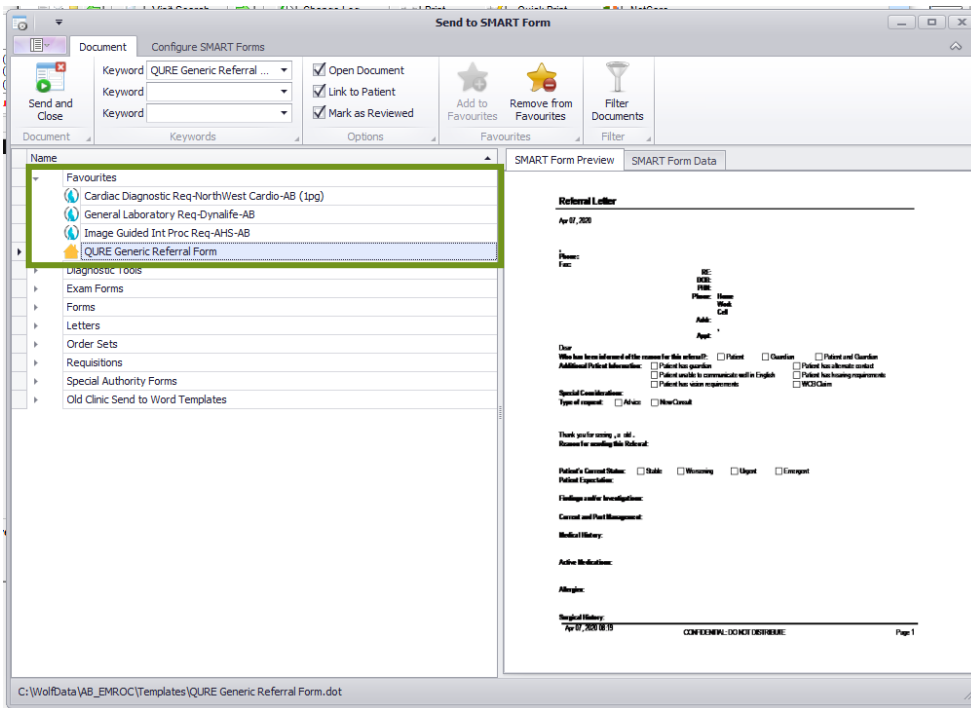 Visit Search
Change Log
Print
Quick Print
NetCare
Send to SMART Form
Document
Configure SMART Forms
Send and Close
Keyword QURE Generic Referral ...
Keyword
Keyword
Open Document
Link to Patient
Mark as Reviewed
Add to Favourites
Remove from Favourites
Filter Documents
Document
Keywords
Options
Favourites
Filter
Name
Favourites
Cardiac Diagnostic Req-NorthWest Cardio-AB (1pg)
General Laboratory Req-Dynalife-AB
Image Guided Int Proc Req-AHS-AB
QURE Generic Referral Form
Diagnostic Tools
Exam Forms
Forms
Letters
Order Sets
Requisitions
Special Authority Forms
Old Clinic Send to Word Templates
SMART Form Preview
SMART Form Data
Referral Letter
Apr 07, 2020
Phone:
Fax:
RE:
DOB:
PHN:
Phone: Home
Work
Cell
Addr:
Appt:
Dear
Who has been informed of the reason for this referral?: Patient Guardian Patient and Guardian
Additional Patient Information: Patient has guardian Patient has alternate contact
Patient unable to communicate well in English Patient has hearing requirements
Patient has vision requirements WCB Claim
Special Considerations:
Type of request: Advice New Consult
Thank you for seeing , a old .
Reason for sending this Referral:
Patient's Current Status: Stable Worsening Urgent Emergent
Patient Expectation:
Findings and/or Investigations:
Current and Past Management:
Medical History:
Active Medications:
Allergies:
Surgical History:
Apr 07, 2020 08:19
CONFIDENTIAL: DO NOT DISTRIBUTE
Page 1
C:\WolfData\AB_EMROC\Templates\QURE Generic Referral Form.dot